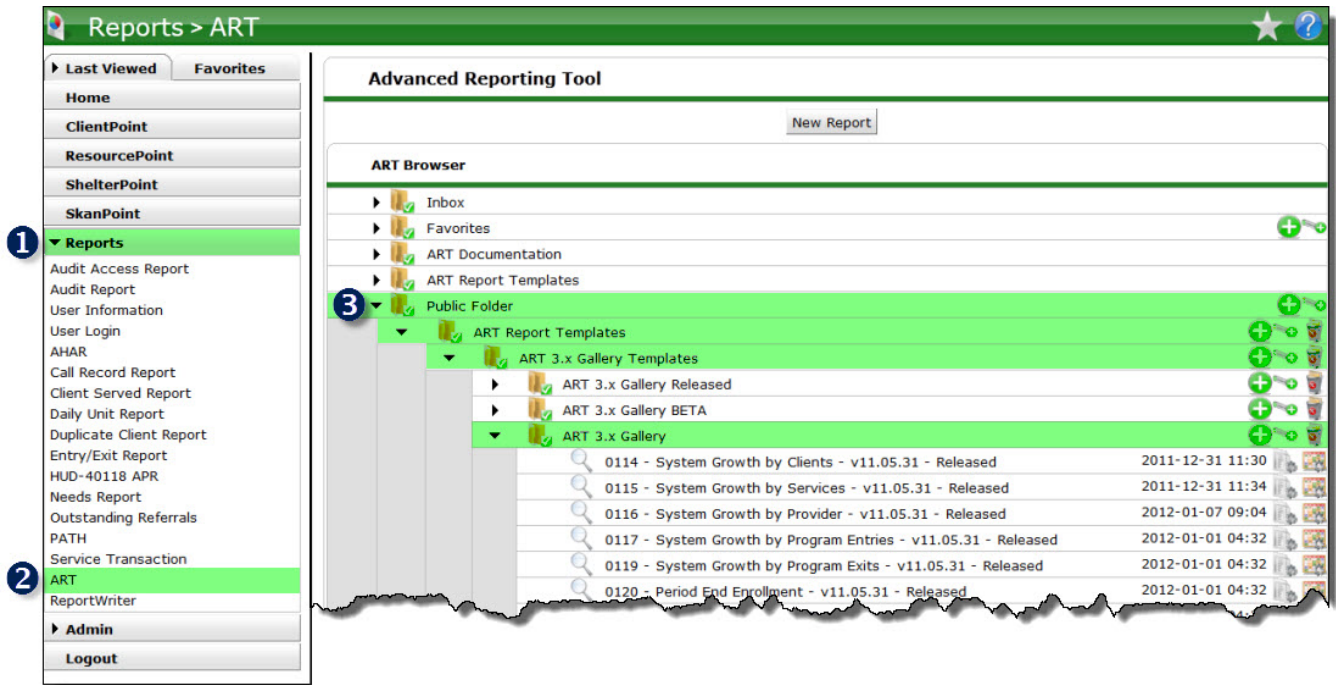 Reports > ART
Last Viewed Favorites
Home
ClientPoint
ResourcePoint
ShelterPoint
SkanPoint
1 Reports
Audit Access Report
Audit Report
User Information
User Login
AHAR
Call Record Report
Client Served Report
Daily Unit Report
Duplicate Client Report
Entry/Exit Report
HUD-40118 APR
Needs Report
Outstanding Referrals
PATH
Service Transaction
2 ART
ReportWriter
Admin
Logout
Advanced Reporting Tool
New Report
ART Browser
Inbox
Favorites
ART Documentation
ART Report Templates
3 Public Folder
ART Report Templates
ART 3.x Gallery Templates
ART 3.x Gallery Released
ART 3.x Gallery BETA
ART 3.x Gallery
0114 - System Growth by Clients - v11.05.31 - Released 2011-12-31 11:30
0115 - System Growth by Services - v11.05.31 - Released 2011-12-31 11:34
0116 - System Growth by Provider - v11.05.31 - Released 2012-01-07 09:04
0117 - System Growth by Program Entries - v11.05.31 - Released 2012-01-01 04:32
0119 - System Growth by Program Exits - v11.05.31 - Released 2012-01-01 04:32
0120 - Period End Enrollment - v11.05.31 - Released 2012-01-01 04:32